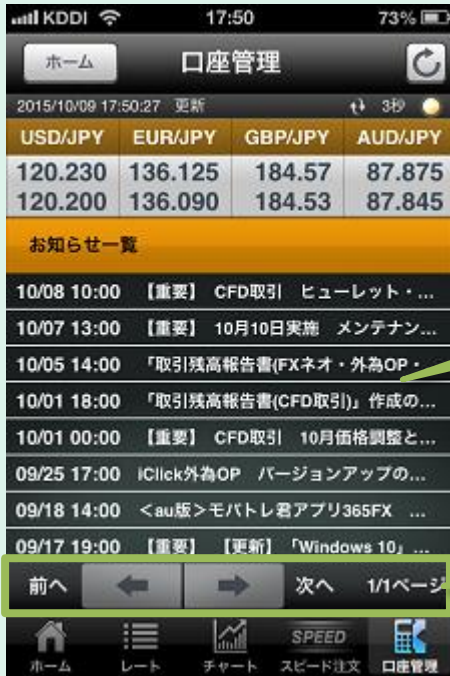 KDDI 17:50 73%
ホーム 口座管理
2015/10/09 17:50:27 更新 3秒
USD/JPY EUR/JPY GBP/JPY AUD/JPY
120.230 136.125 184.57 87.875
120.200 136.090 184.53 87.845
お知らせ一覧
10/08 10:00 【重要】 CFD取引 ヒューレット・...
10/07 13:00 【重要】 10月10日実施 メンテナン...
10/05 14:00 「取引残高報告書(FXネオ・外為OP・
10/01 18:00 「取引残高報告書(CFD取引)」作成の...
10/01 00:00 【重要】 CFD取引 10月価格調整と...
09/25 17:00 iClick外為OP バージョンアップの...
09/18 14:00 <au版>モバトレ君アプリ365FX ...
09/17 19:00 【重要】 【更新】 「Windows 10」 ...
前へ 次へ 1/1ページ
SPEED
ホーム レート チャート スピード注文 口座管理